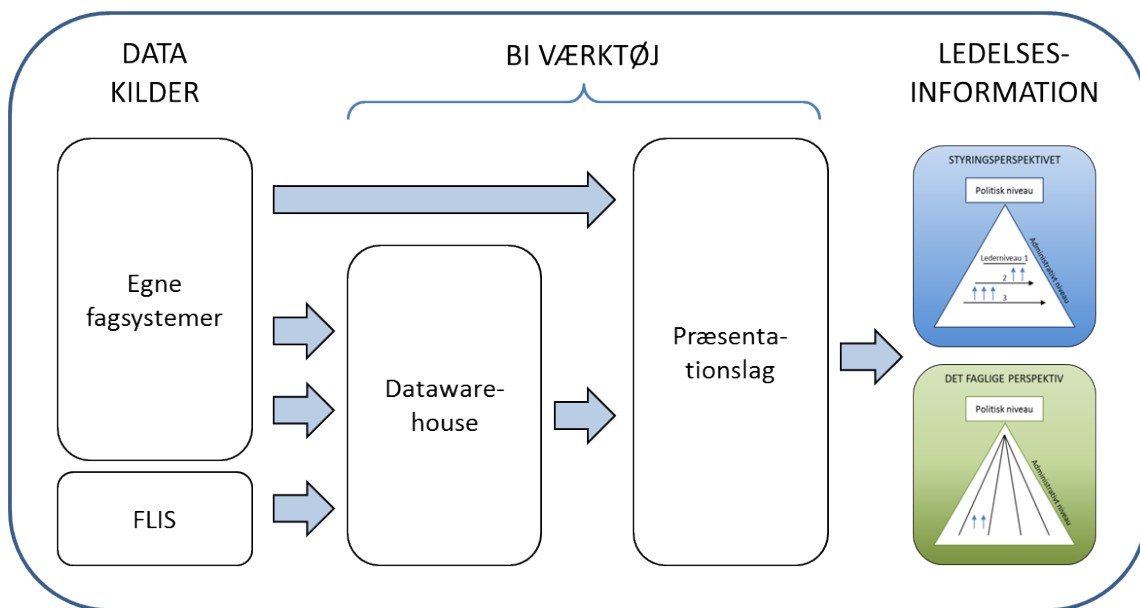 DATA
KILDER
BI VÆRKTØJ
LEDELSES-
INFORMATION
Egne
fagsystemer
FLIS
Dataware-
house
Præsenta-
tionslag
STYRINGSPERSPEKTIVET
Politisk niveau
Administrativt niveau
Lederniveau 1
2
3
DET FAGLIGE PERSPEKTIV
Politisk niveau
Administrativt niveau